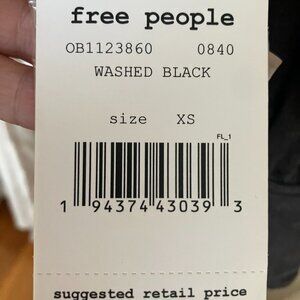 free people
OB1123860 0840
WASHED BLACK
size XS
FL_1
1 94374 43039 3
suggested retail price